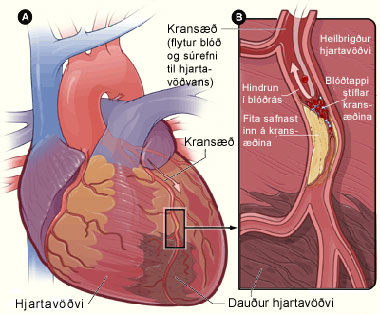 A
Kransæð
(flytur blóð
og súrefni
til hjarta-
vöðvans)
Kransæð
Hjartavöðvi
Dauður hjartavöðvi
B
Heilbrigður
hjartavöðvi
Hindrun
í blóðrás
Blóðtappi
stíflar
krans-
æðina
Fita safnast
inn á krans-
æðina